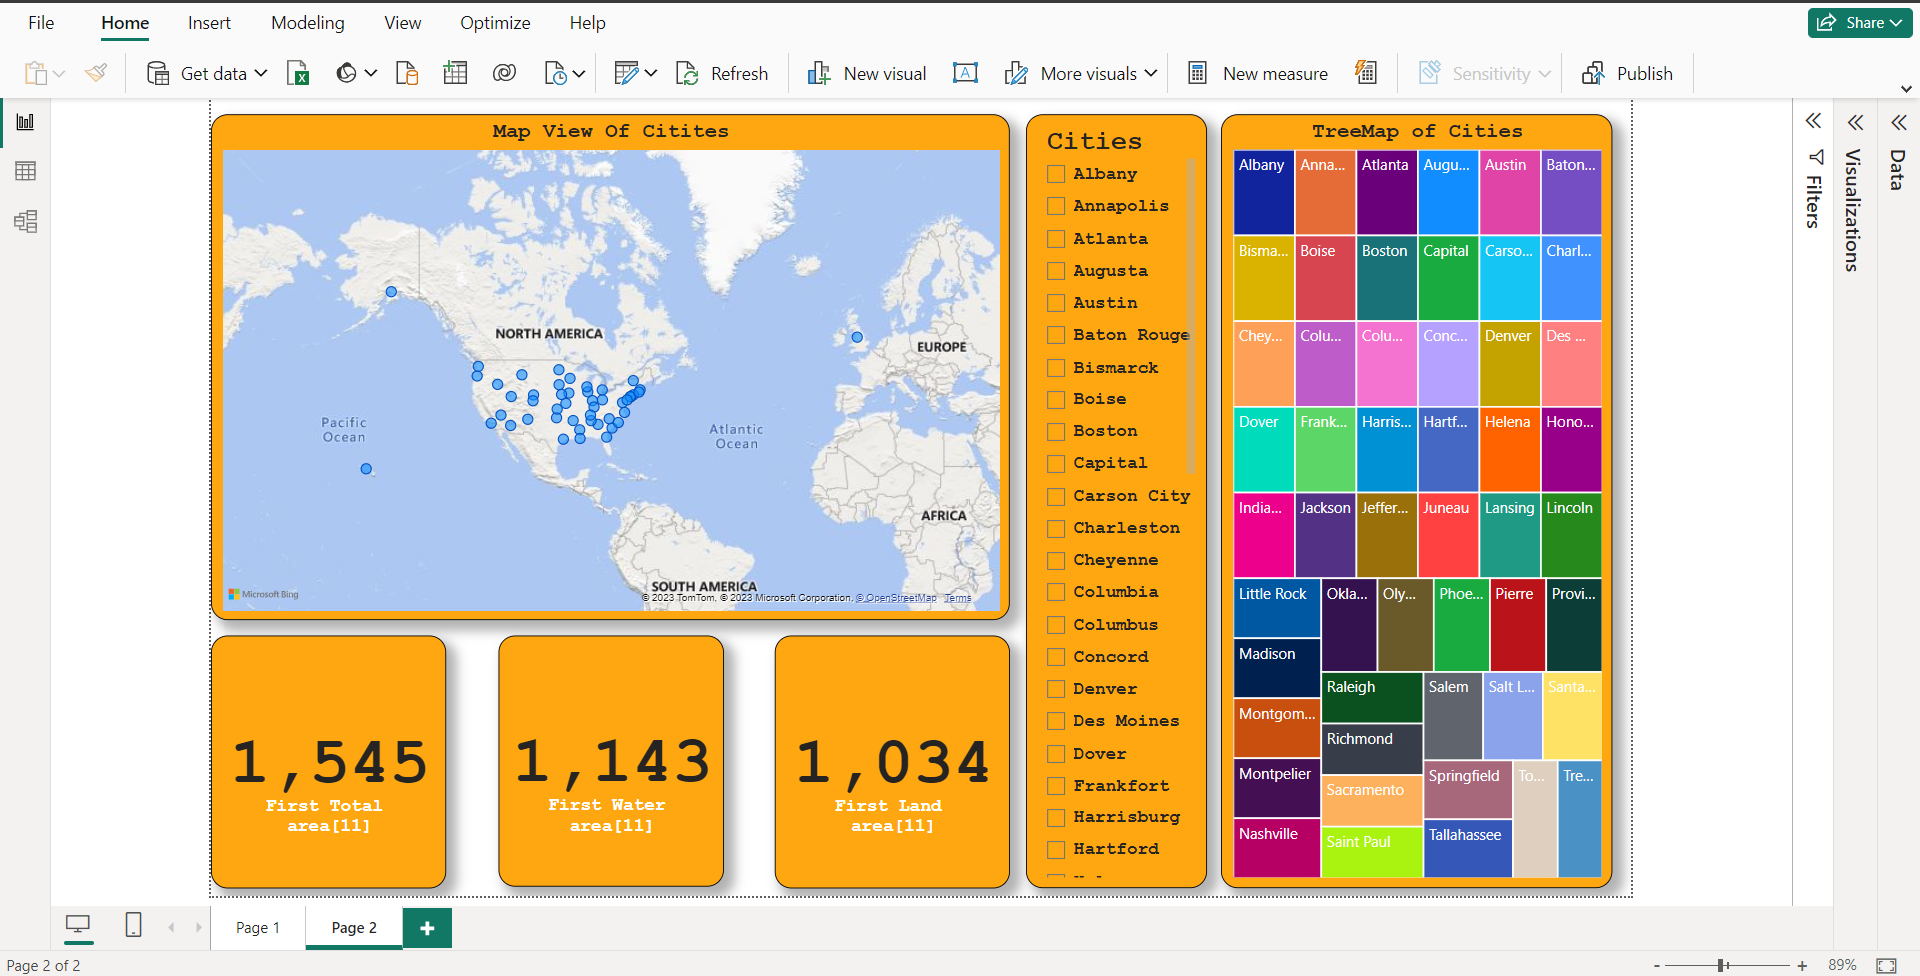 File Home Insert Modeling View Optimize Help Share
Get data Refresh New visual More visuals New measure Sensitivity Publish
Map View Of Citites
NORTH AMERICA
EUROPE
Pacific
Ocean
Atlantic
Ocean
AFRICA
SOUTH AMERICA
Microsoft Bing
© 2023 TomTom, © 2023 Microsoft Corporation, © OpenStreetMap Terms
1,545
First Total
area[11]
1,143
First Water
area[11]
1,034
First Land
area[11]
Cities
Albany
Annapolis
Atlanta
Augusta
Austin
Baton Rouge
Bismarck
Boise
Boston
Capital
Carson City
Charleston
Cheyenne
Columbia
Columbus
Concord
Denver
Des Moines
Dover
Frankfort
Harrisburg
Hartford
TreeMap of Cities
Albany Anna... Atlanta Augu... Austin Baton...
Bisma... Boise Boston Capital Carso... Charl...
Chey... Colu... Colu... Conc... Denver Des ...
Dover Frank... Harris... Hartf... Helena Hono...
India... Jackson Jeffer... Juneau Lansing Lincoln
Little Rock Okla... Oly... Phoe... Pierre Provi...
Madison
Raleigh Salem Salt L... Santa...
Montgom...
Richmond
Montpelier Springfield To... Tre...
Sacramento
Nashville Tallahassee
Saint Paul
Filters
Visualizations
Data
Page 1 Page 2
Page 2 of 2
89%